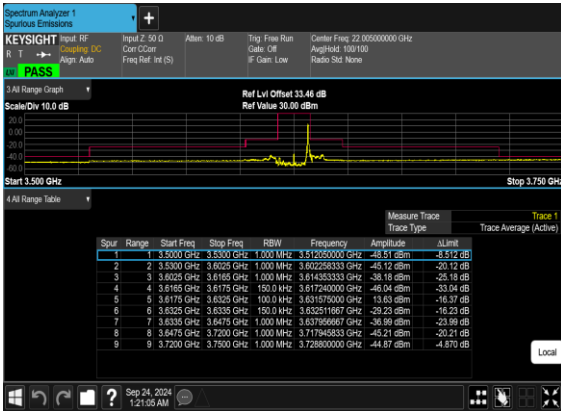 Spectrum Analyzer 1
Spurious Emissions
+
KEYSIGHT Input: RF Input Z: 50 Ω Atten: 10 dB Trig: Free Run Center Freq: 22.005000000 GHz
R T Coupling: DC Corr CCorr Gate: Off Avg|Hold: 100/100
Align: Auto Freq Ref: Int (S) IF Gain: Low Radio Std: None
LW PASS
3 All Range Graph
Ref Lvl Offset 33.46 dB
Scale/Div 10.0 dB Ref Value 30.00 dBm
20.0
0.00
-20.0
-40.0
-60.0
Start 3.500 GHz Stop 3.750 GHz
4 All Range Table
Measure Trace Trace 1
Trace Type Trace Average (Active)
Spur Range Start Freq Stop Freq RBW Frequency Amplitude ΔLimit
1 1 3.5000 GHz 3.5300 GHz 1.000 MHz 3.512050000 GHz -48.51 dBm -8.512 dB
2 2 3.5300 GHz 3.6025 GHz 1.000 MHz 3.602258333 GHz -45.12 dBm -20.12 dB
3 3 3.6025 GHz 3.6165 GHz 1.000 MHz 3.614353333 GHz -38.18 dBm -25.18 dB
4 4 3.6165 GHz 3.6175 GHz 150.0 kHz 3.617240000 GHz -46.04 dBm -33.04 dB
5 5 3.6175 GHz 3.6325 GHz 100.0 kHz 3.631575000 GHz 13.63 dBm -16.37 dB
6 6 3.6325 GHz 3.6335 GHz 150.0 kHz 3.632511667 GHz -29.23 dBm -16.23 dB
7 7 3.6335 GHz 3.6475 GHz 1.000 MHz 3.637956667 GHz -36.99 dBm -23.99 dB
8 8 3.6475 GHz 3.7200 GHz 1.000 MHz 3.717945833 GHz -45.21 dBm -20.21 dB
9 9 3.7200 GHz 3.7500 GHz 1.000 MHz 3.728800000 GHz -44.87 dBm -4.870 dB
Local
? Sep 24, 2024
1:21:05 AM